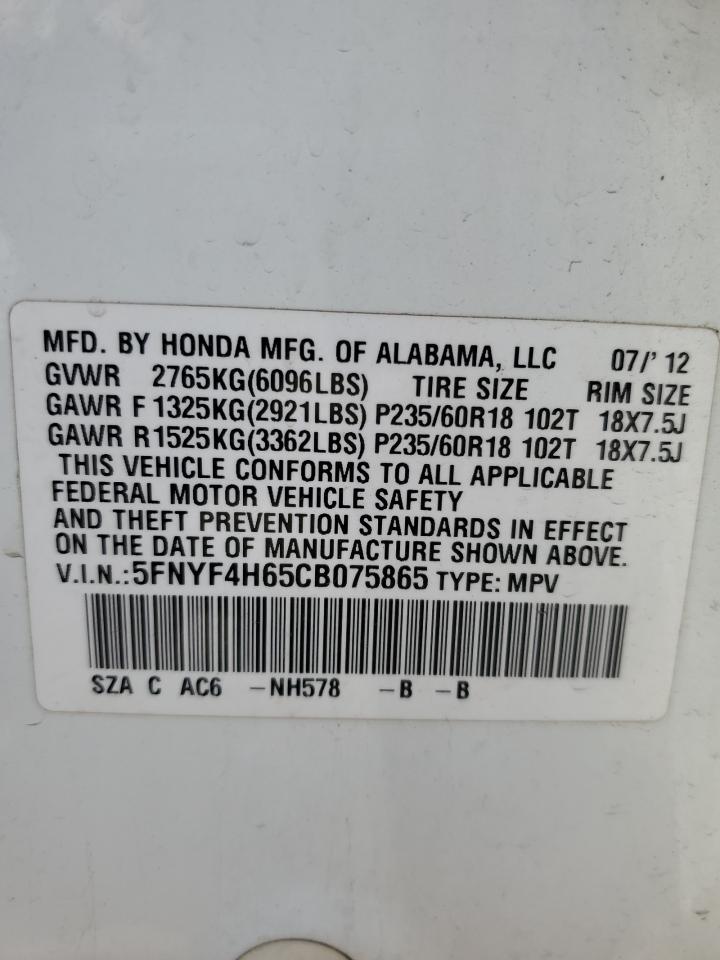 MFD. BY HONDA MFG. OF ALABAMA, LLC 07/' 12
GVWR 2765KG(6096LBS) TIRE SIZE RIM SIZE
GAWR F 1325KG(2921LBS) P235/60R18 102T 18X7.5J
GAWR R 1525KG(3362LBS) P235/60R18 102T 18X7.5J
THIS VEHICLE CONFORMS TO ALL APPLICABLE
FEDERAL MOTOR VEHICLE SAFETY
AND THEFT PREVENTION STANDARDS IN EFFECT
ON THE DATE OF MANUFACTURE SHOWN ABOVE.
V.I.N.:5FNYF4H65CB075865 TYPE: MPV
SZA C AC6 -NH578 -B -B